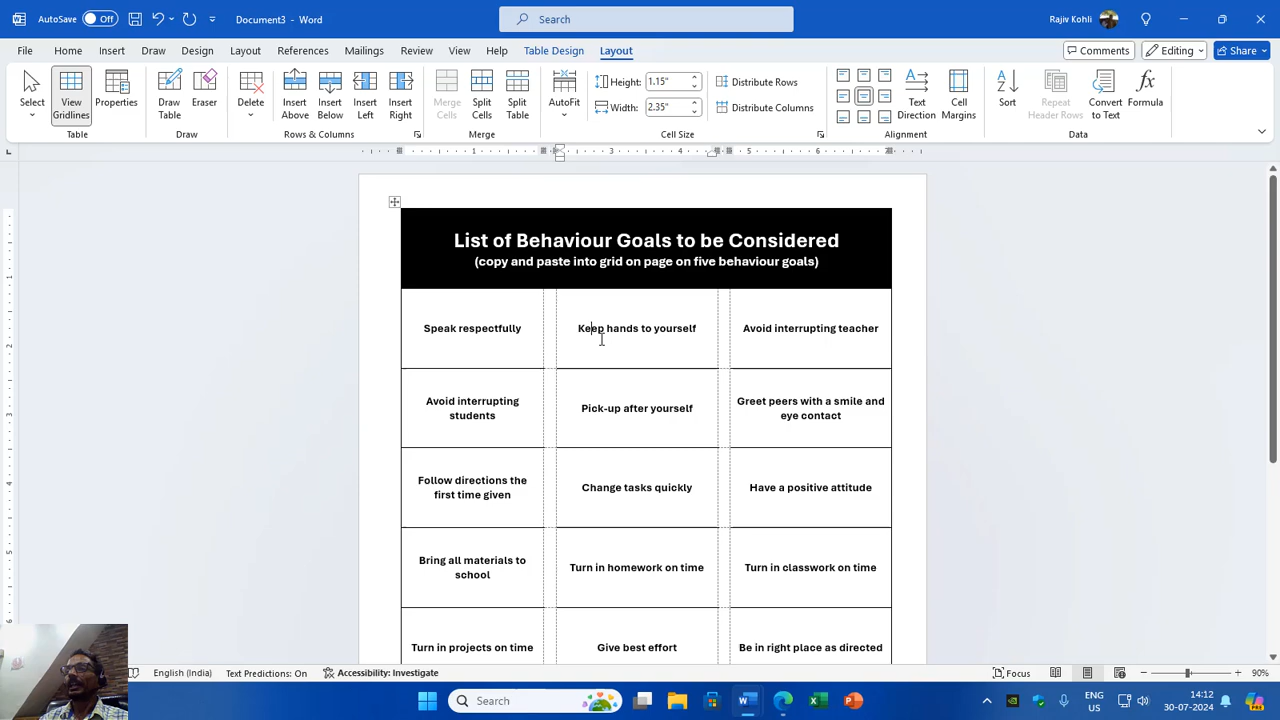 AutoSave Off Document3 - Word Search Rajiv Kohli
File Home Insert Draw Design Layout References Mailings Review View Help Table Design Layout Comments Editing Share
Select View Gridlines Properties
Draw Table Eraser
Delete Insert Above Insert Below Insert Left Insert Right
Merge Cells Split Cells Split Table
AutoFit Height: 1.15" Distribute Rows
Width: 2.35" Distribute Columns
Text Direction Cell Margins
Sort Repeat Header Rows Convert to Text Formula
Table Draw Rows & Columns Merge Cell Size Alignment Data
1 2 3 4 5 6 7
List of Behaviour Goals to be Considered
(copy and paste into grid on page on five behaviour goals)
Speak respectfully
Keep hands to yourself
Avoid interrupting teacher
Avoid interrupting
students
Pick-up after yourself
Greet peers with a smile and
eye contact
Follow directions the
first time given
Change tasks quickly
Have a positive attitude
Bring all materials to
school
Turn in homework on time
Turn in classwork on time
Turn in projects on time
Give best effort
Be in right place as directed
English (India) Text Predictions: On Accessibility: Investigate Focus 90%
Search ENG US 14:12 30-07-2024